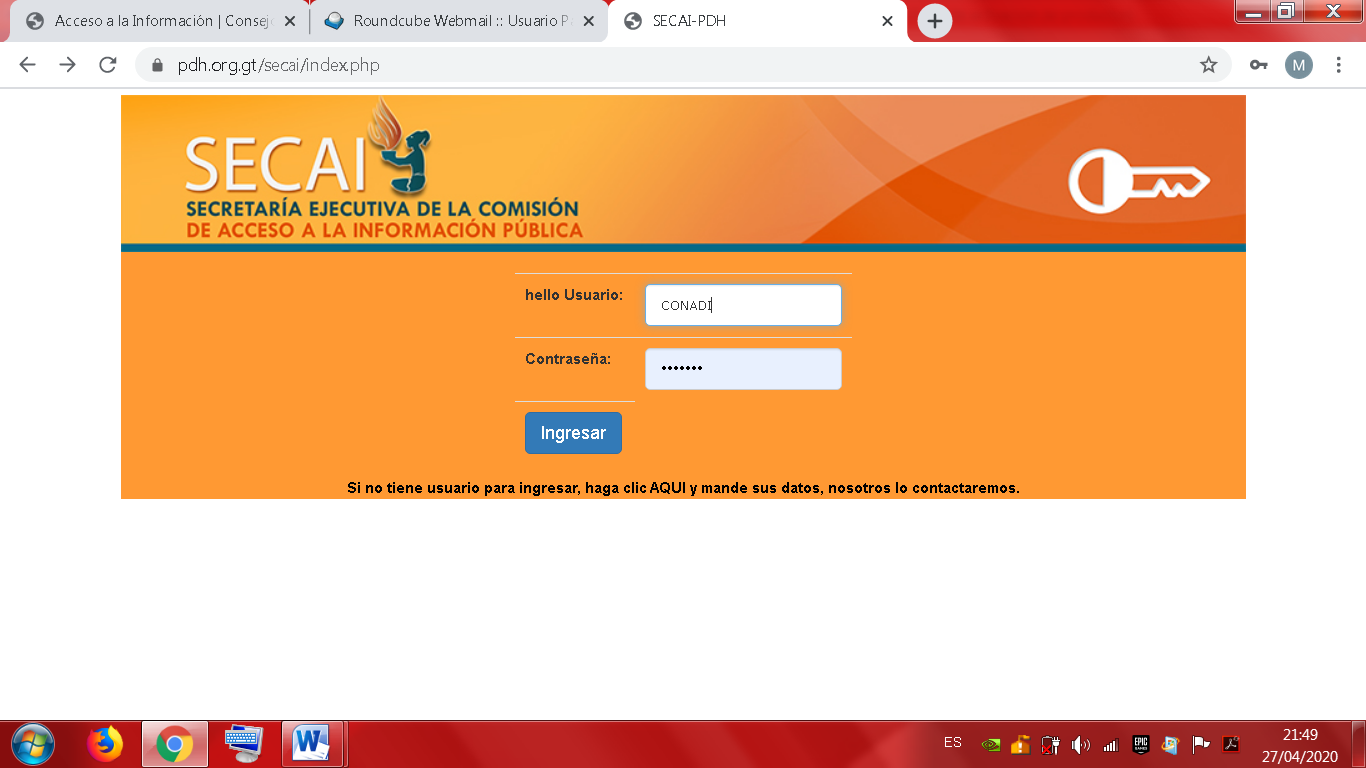 Acceso a la Información | Consej
Roundcube Webmail :: Usuario P
SECAI-PDH
pdh.org.gt/secai/index.php
M
SECAI
SECRETARÍA EJECUTIVA DE LA COMISIÓN
DE ACCESO A LA INFORMACIÓN PÚBLICA
hello Usuario:
CONADI
Contraseña:
•••••••
Ingresar
Si no tiene usuario para ingresar, haga clic AQUI y mande sus datos, nosotros lo contactaremos.
W
ES
EPIC
GAMES
21:49
27/04/2020